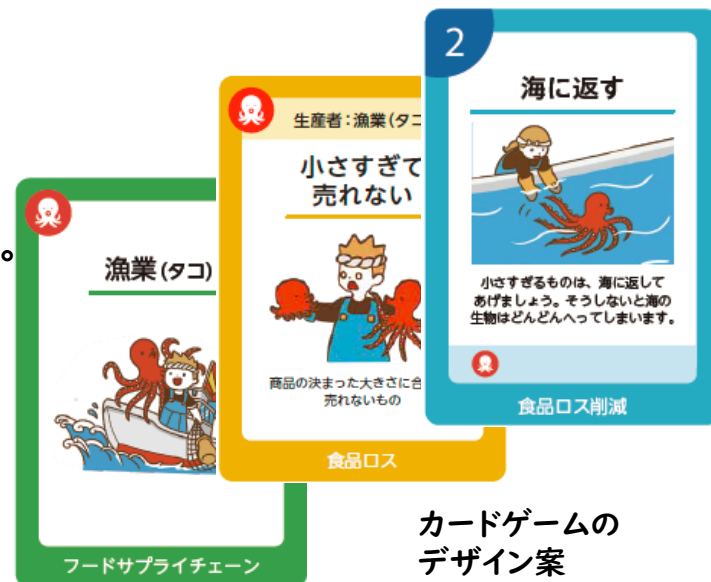 。
漁業(タコ)
フードサプライチェーン
生産者:漁業(タコ
小さすぎて
売れない
商品の決まった大きさに合
売れないもの
食品ロス
2
海に返す
小さすぎるものは、海に返して
あげましょう。そうしないと海の
生物はどんどんへってしまいます。
食品ロス削減
カードゲームの
デザイン案